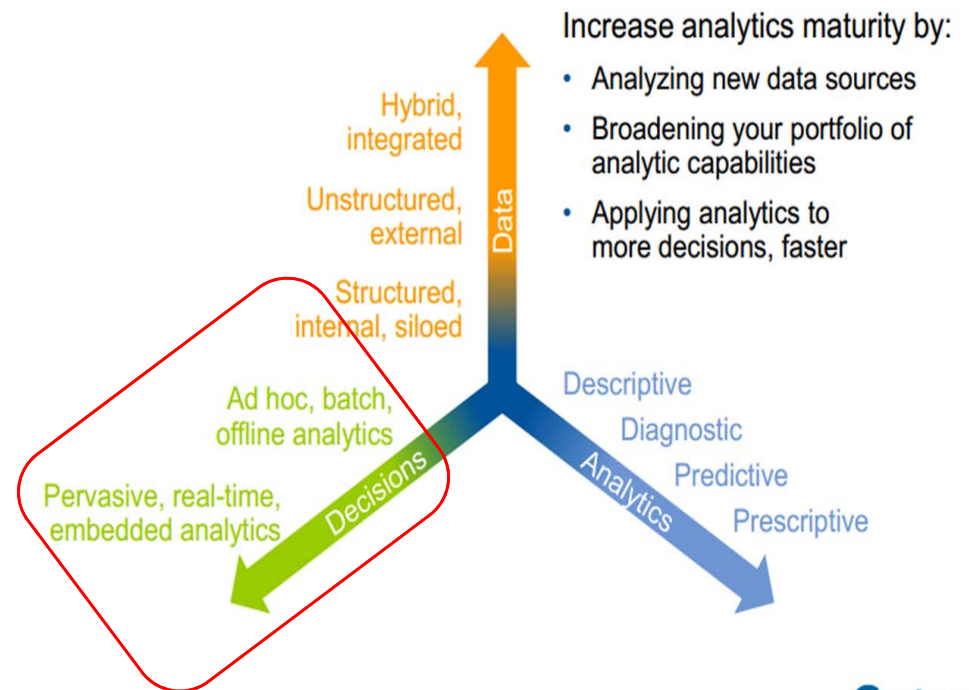 Increase analytics maturity by:
• Analyzing new data sources
• Broadening your portfolio of
analytic capabilities
• Applying analytics to
more decisions, faster
Hybrid,
integrated
Unstructured,
external
Structured,
internal, siloed
Data
Ad hoc, batch,
offline analytics
Pervasive, real-time,
embedded analytics
Decisions
Descriptive
Diagnostic
Predictive
Prescriptive
Analytics